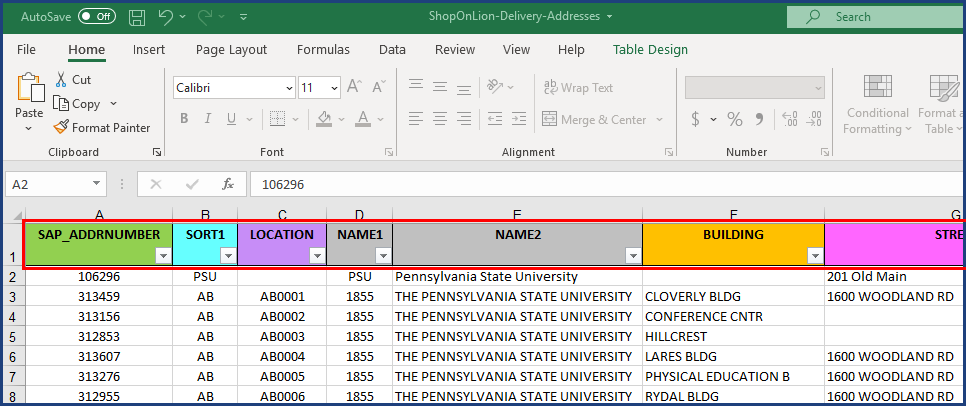 AutoSave Off ShopOnLion-Delivery-Addresses Search
File Home Insert Page Layout Formulas Data Review View Help Table Design
Paste Cut Copy Format Painter Calibri 11 Wrap Text Merge & Center Conditional Formatting Format a Table
B I U $ %
Clipboard Font Alignment Number
A2 fx 106296
A B C D E F G
1 SAP_ADDRNUMBER SORT1 LOCATION NAME1 NAME2 BUILDING STRE
2 106296 PSU PSU Pennsylvania State University 201 Old Main
3 313459 AB AB0001 1855 THE PENNSYLVANIA STATE UNIVERSITY CLOVERLY BLDG 1600 WOODLAND RD
4 313156 AB AB0002 1855 THE PENNSYLVANIA STATE UNIVERSITY CONFERENCE CNTR
5 312853 AB AB0003 1855 THE PENNSYLVANIA STATE UNIVERSITY HILLCREST
6 313607 AB AB0004 1855 THE PENNSYLVANIA STATE UNIVERSITY LARES BLDG 1600 WOODLAND RD
7 313276 AB AB0005 1855 THE PENNSYLVANIA STATE UNIVERSITY PHYSICAL EDUCATION B 1600 WOODLAND RD
8 312955 AB AB0006 1855 THE PENNSYLVANIA STATE UNIVERSITY RYDAL BLDG 1600 WOODLAND RD